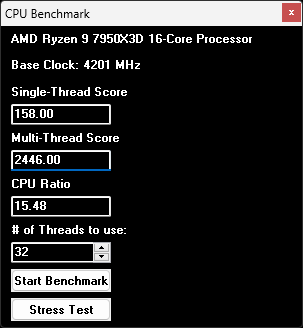 CPU Benchmark
x
AMD Ryzen 9 7950X3D 16-Core Processor
Base Clock: 4201 MHz
Single-Thread Score
158.00
Multi-Thread Score
2446.00
CPU Ratio
15.48
# of Threads to use:
32
Start Benchmark
Stress Test